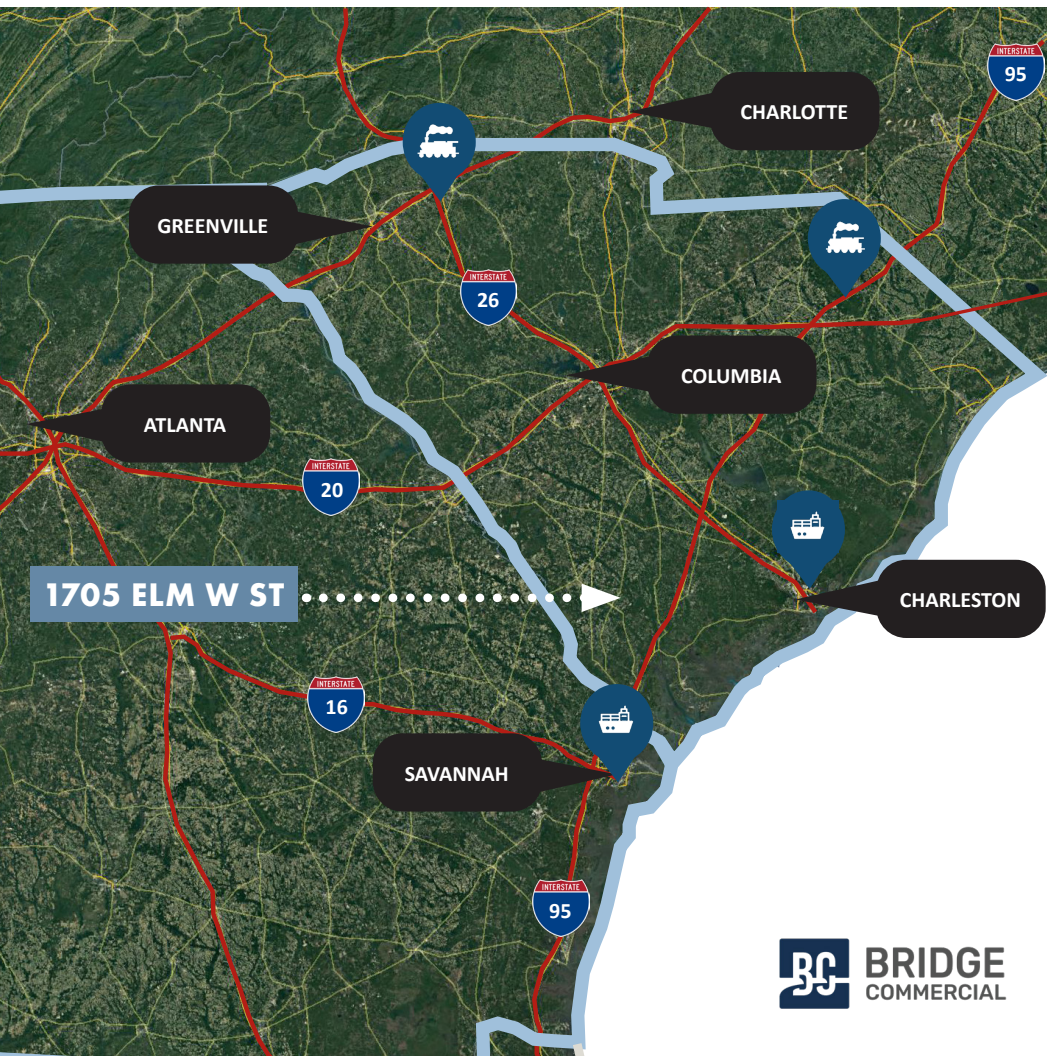 INTERSTATE
95
CHARLOTTE
GREENVILLE
INTERSTATE
26
COLUMBIA
ATLANTA
INTERSTATE
20
1705 ELM W ST
CHARLESTON
INTERSTATE
16
SAVANNAH
INTERSTATE
95
BC
BRIDGE
COMMERCIAL